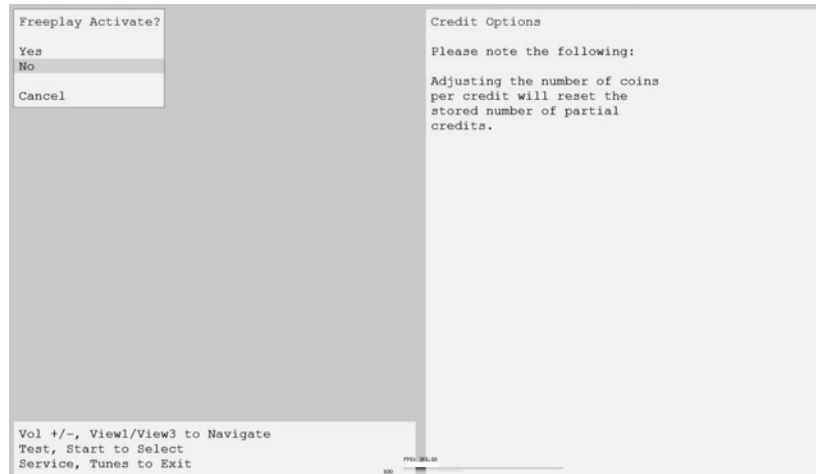 Freeplay Activate?
Yes
No
Cancel
Credit Options
Please note the following:
Adjusting the number of coins
per credit will reset the
stored number of partial
credits.
Vol +/-, View1/View3 to Navigate
Test, Start to Select
Service, Tunes to Exit